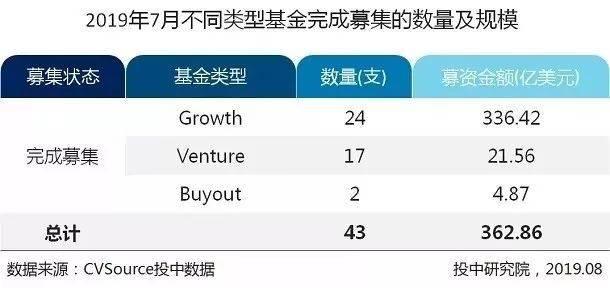 2019年7月不同类型基金完成募集的数量及规模
募集状态 基金类型 数量(支) 募资金额(亿美元)
Growth 24 336.42
完成募集 Venture 17 21.56
Buyout 2 4.87
总计 43 362.86
数据来源：CVSource投中数据 投中研究院, 2019.08